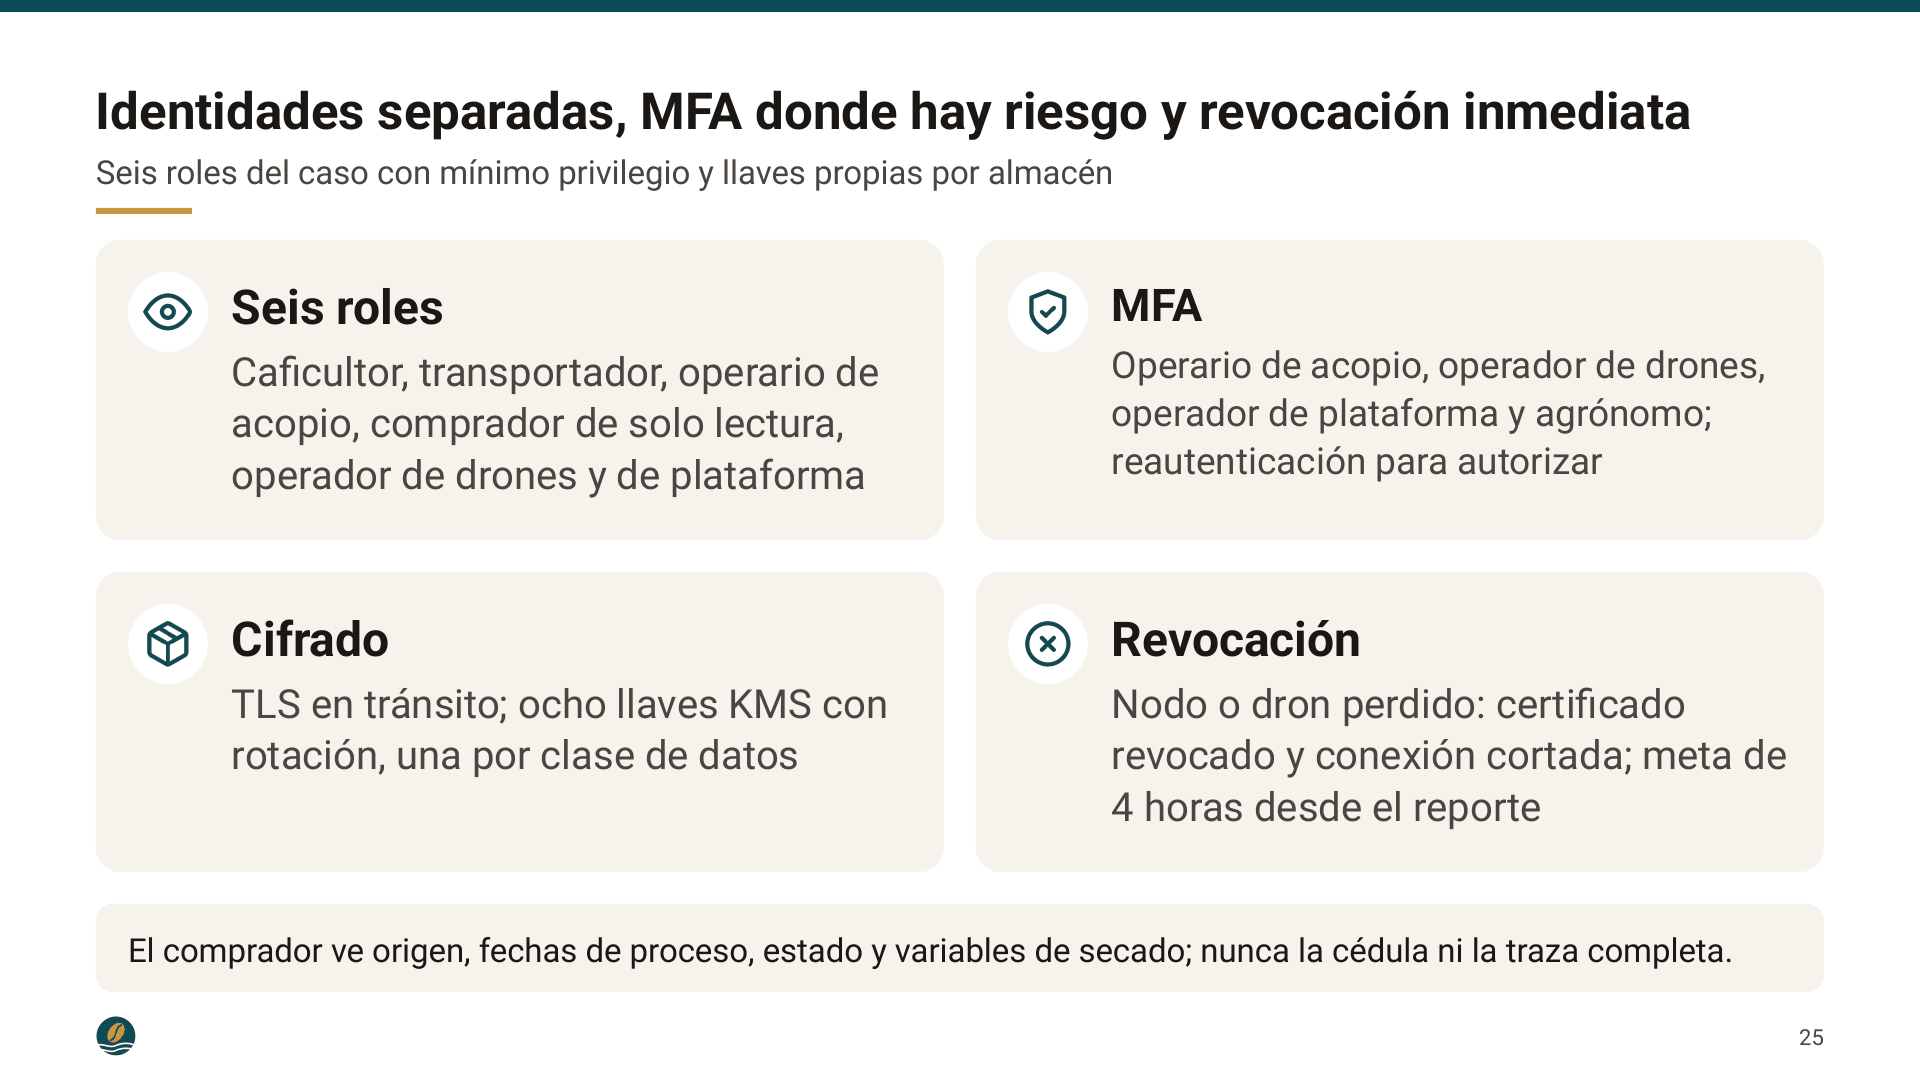 Identidades separadas, MFA donde hay riesgo y revocación inmediata
Seis roles del caso con mínimo privilegio y llaves propias por almacén
Seis roles
Caficultor, transportador, operario de
acopio, comprador de solo lectura,
operador de drones y de plataforma
MFA
Operario de acopio, operador de drones,
operador de plataforma y agrónomo;
reautenticación para autorizar
Cifrado
TLS en tránsito; ocho llaves KMS con
rotación, una por clase de datos
Revocación
Nodo o dron perdido: certificado
revocado y conexión cortada; meta de
4 horas desde el reporte
El comprador ve origen, fechas de proceso, estado y variables de secado; nunca la cédula ni la traza completa.
25